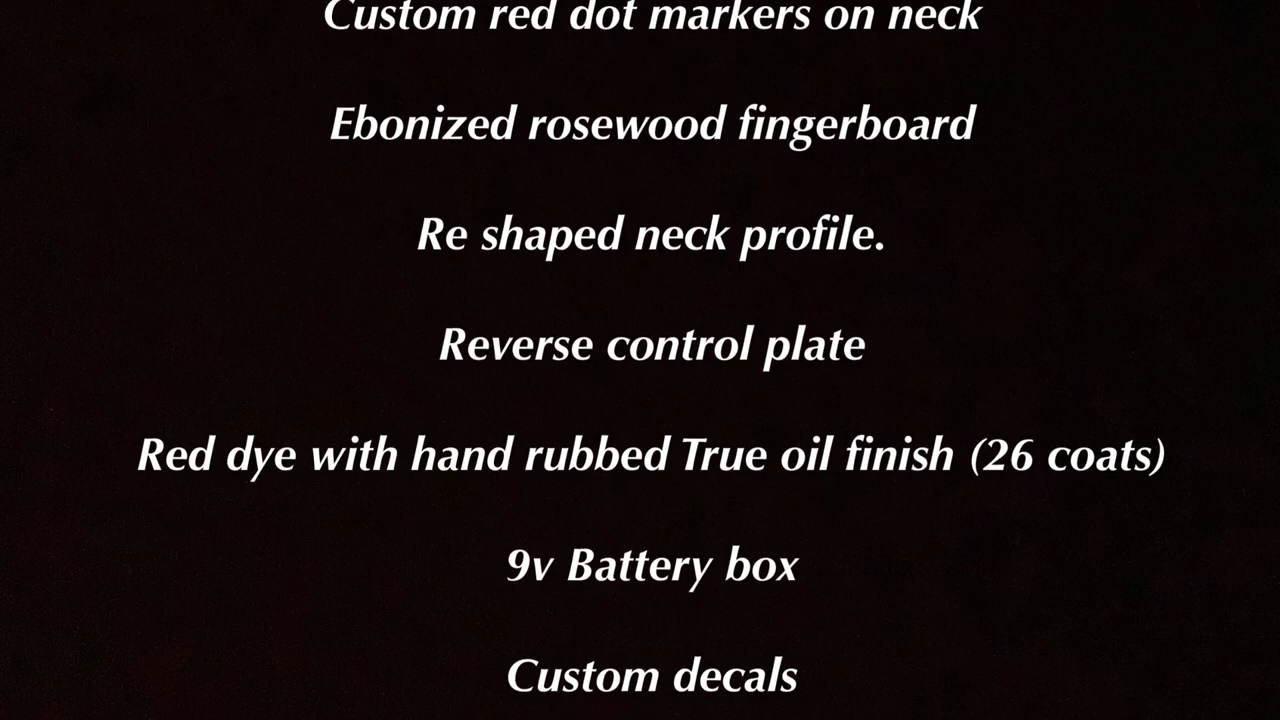 Custom red dot markers on neck
Ebonized rosewood fingerboard
Re shaped neck profile.
Reverse control plate
Red dye with hand rubbed True oil finish (26 coats)
9v Battery box
Custom decals